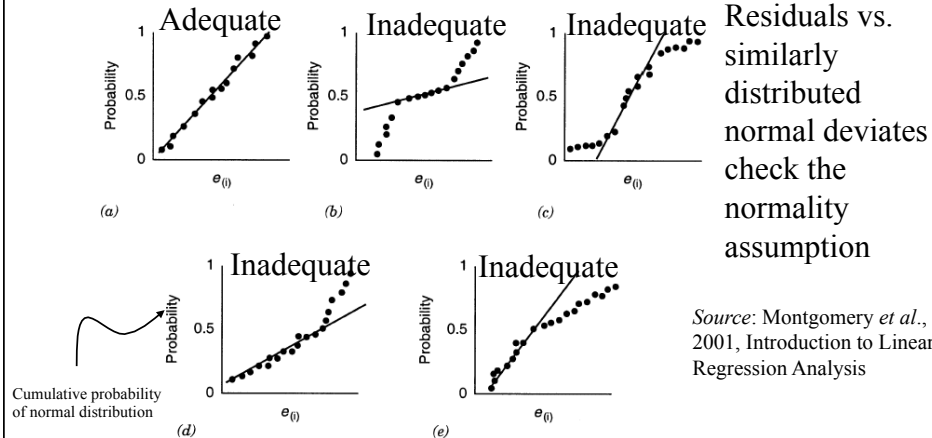 Adequate
1
0.5
0
Probability
e(i)
(a)
Inadequate
1
0.5
0
Probability
e(i)
(b)
Inadequate
1
0.5
0
Probability
e(i)
(c)
Residuals vs.
similarly
distributed
normal deviates
check the
normality
assumption
Inadequate
1
0.5
0
Probability
e(i)
(d)
Inadequate
1
0.5
0
Probability
e(i)
(e)
Cumulative probability
of normal distribution
Source: Montgomery et al.,
2001, Introduction to Linear
Regression Analysis